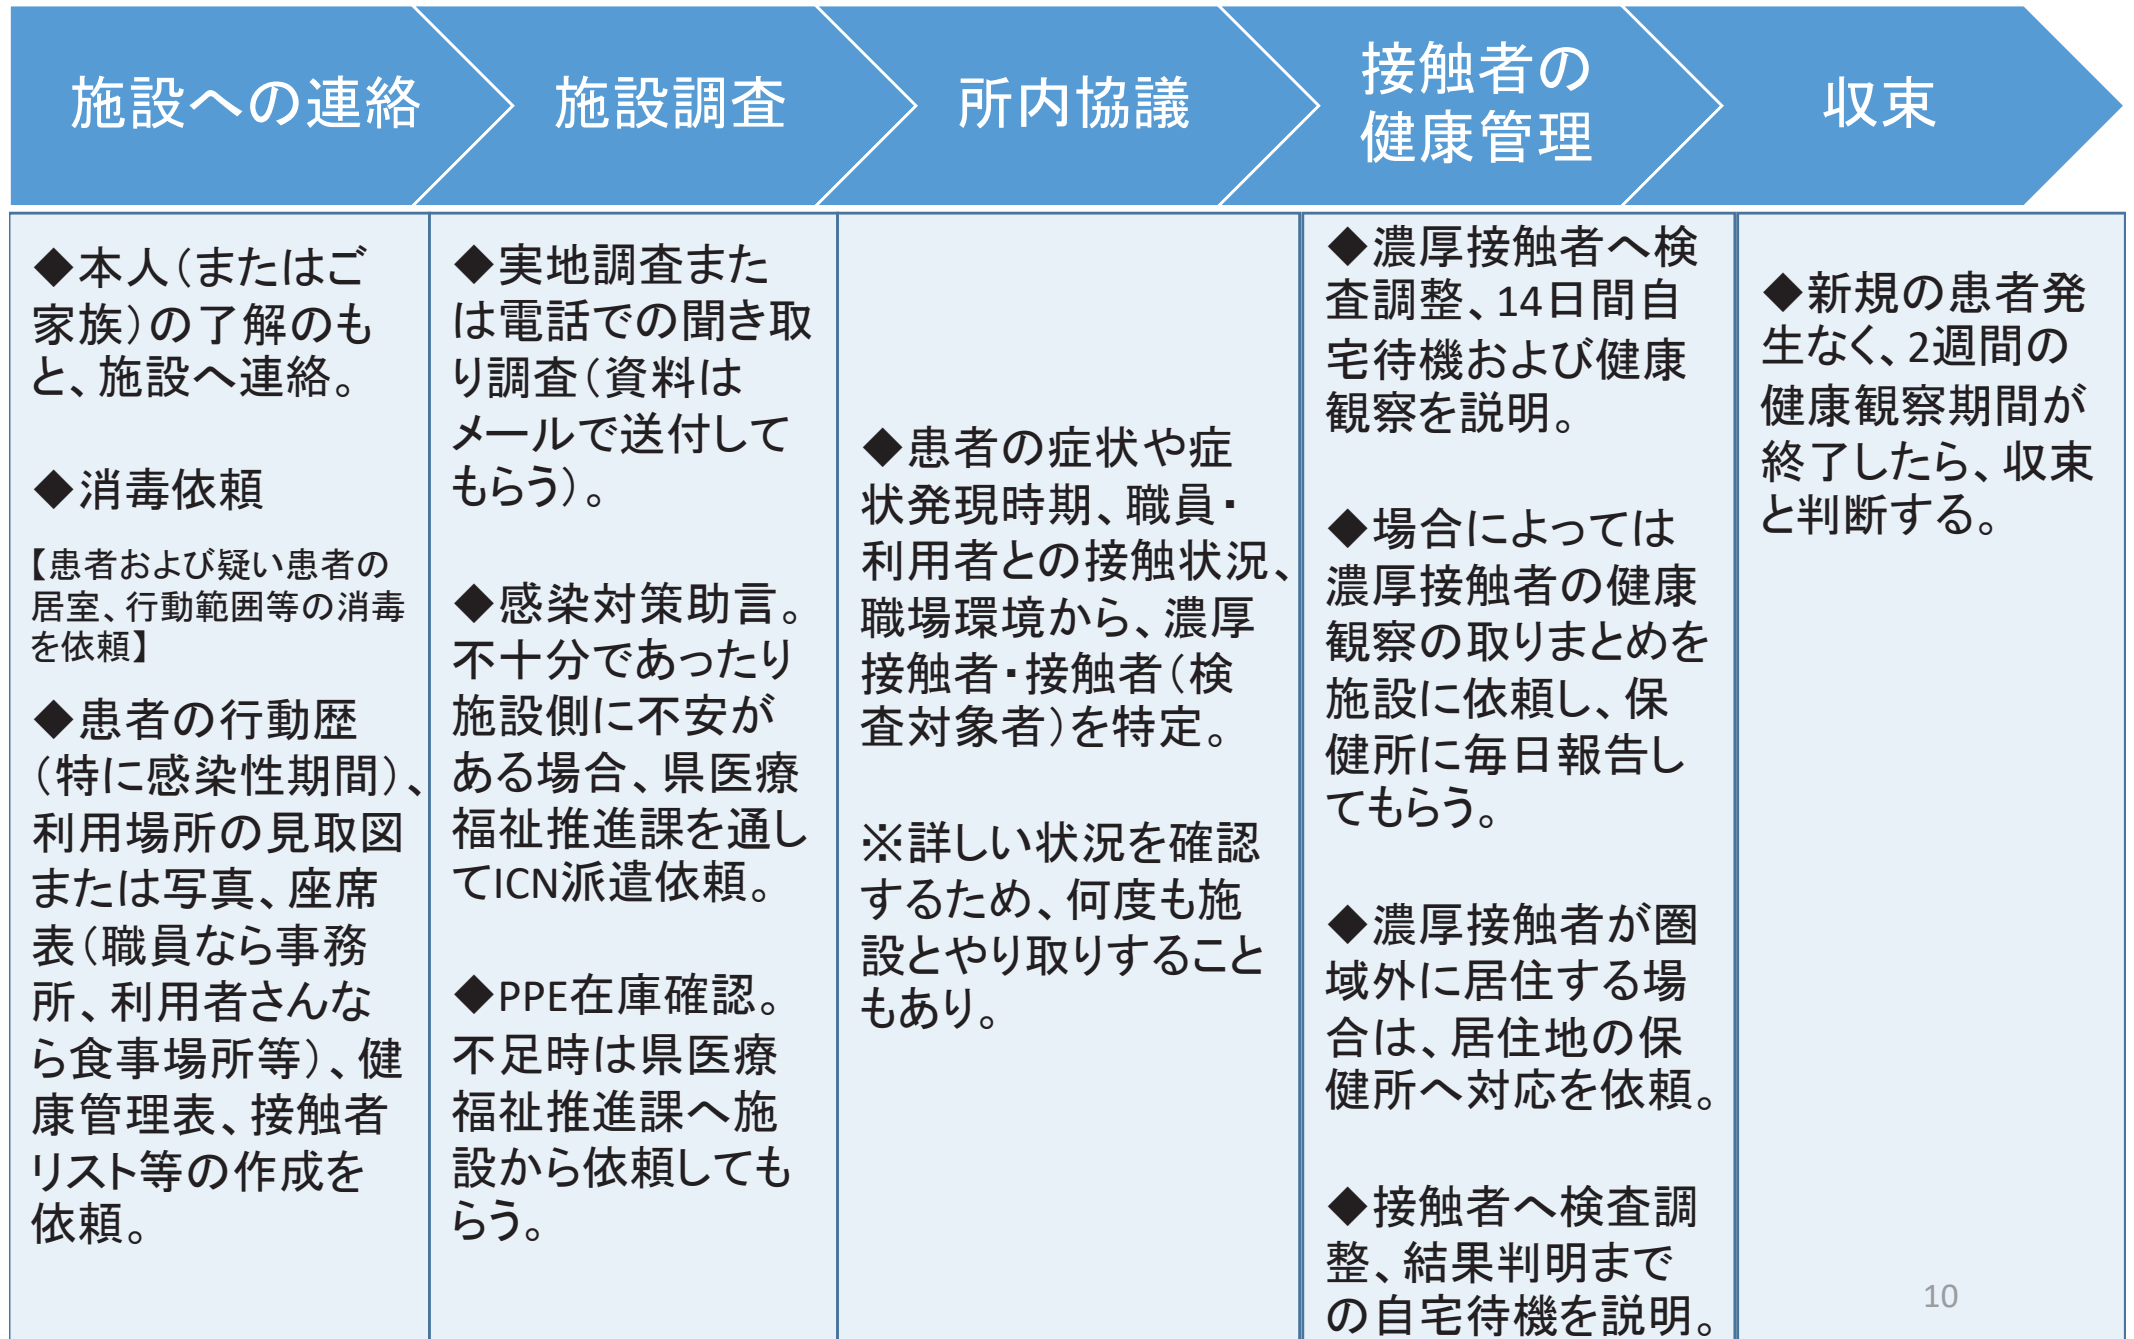 施設への連絡
施設調査
所内協議
接触者の
健康管理
収束
◆本人（またはご
家族）の了解のも
と、施設へ連絡。
◆消毒依頼
【患者および疑い患者の
居室、行動範囲等の消毒
を依頼】
◆患者の行動歴
（特に感染性期間）、
利用場所の見取図
または写真、座席
表（職員なら事務
所、利用者さんな
ら食事場所等）、健
康管理表、接触者
リスト等の作成を
依頼。
◆実地調査また
は電話での聞き取
り調査（資料は
メールで送付して
もらう）。
◆感染対策助言。
不十分であったり
施設側に不安が
ある場合、県医療
福祉推進課を通し
てICN派遣依頼。
◆PPE在庫確認。
不足時は県医療
福祉推進課へ施
設から依頼しても
らう。
◆患者の症状や症
状発現時期、職員・
利用者との接触状況、
職場環境から、濃厚
接触者・接触者（検
査対象者）を特定。
※詳しい状況を確認
するため、何度も施
設とやり取りすること
もあり。
◆濃厚接触者へ検
査調整、14日間自
宅待機および健康
観察を説明。
◆場合によっては
濃厚接触者の健康
観察の取りまとめを
施設に依頼し、保
健所に毎日報告し
てもらう。
◆濃厚接触者が圏
域外に居住する場
合は、居住地の保
健所へ対応を依頼。
◆接触者へ検査調
整、結果判明まで
の自宅待機を説明。
◆新規の患者発
生なく、2週間の
健康観察期間が
終了したら、収束
と判断する。
10